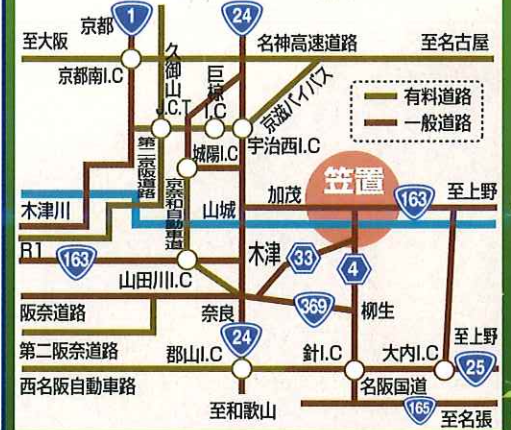 京都
1
24
至大阪
名神高速道路
至名古屋
京都南I.C
久御山J.C.T
巨椋I.C
京滋バイパス
有料道路
一般道路
宇治西I.C
城陽I.C
第二京阪道路
京奈和自動車道
笠置
加茂
163
至上野
木津川
山城
R1
163
木津
33
4
山田川I.C
369
柳生
阪奈道路
奈良
24
第二阪奈道路
郡山I.C
針I.C
大内I.C
至上野
25
西名阪自動車路
名阪国道
至和歌山
165
至名張